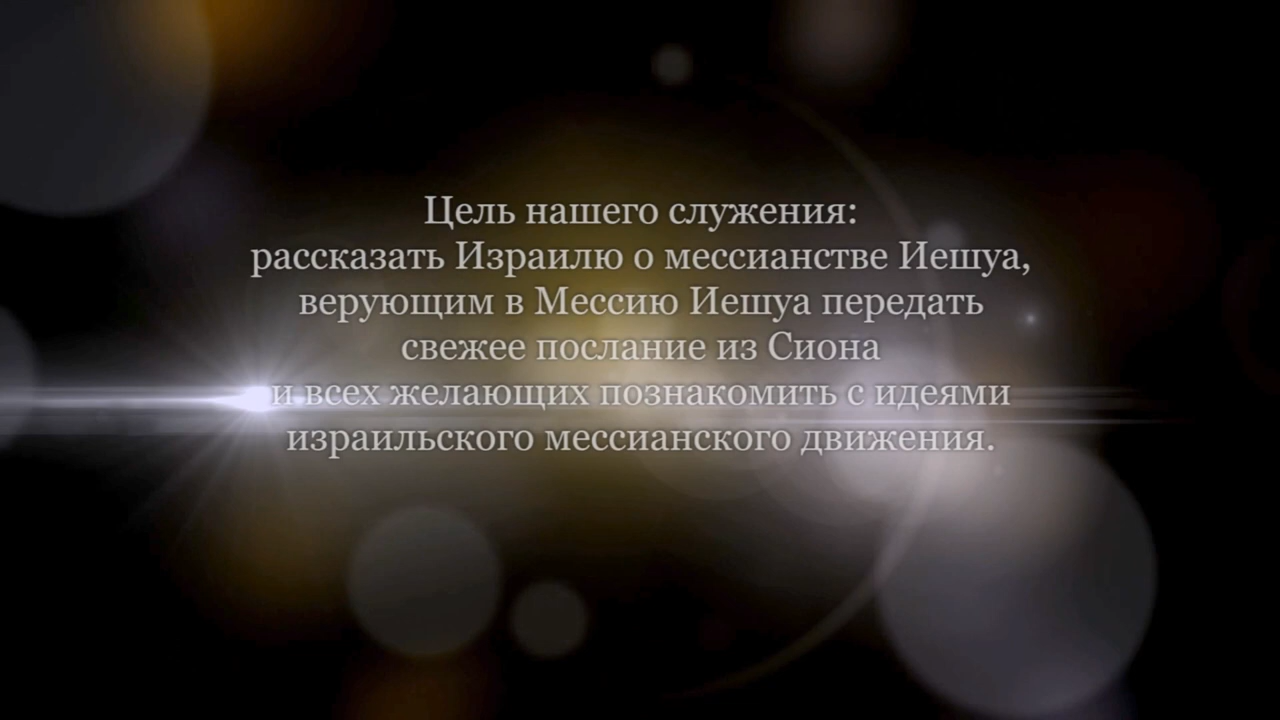 Цель нашего служения:
рассказать Израилю о мессианстве Иешуа,
верующим в Мессию Иешуа передать
свежее послание из Сиона
и всех желающих познакомить с идеями
израильского мессианского движения.